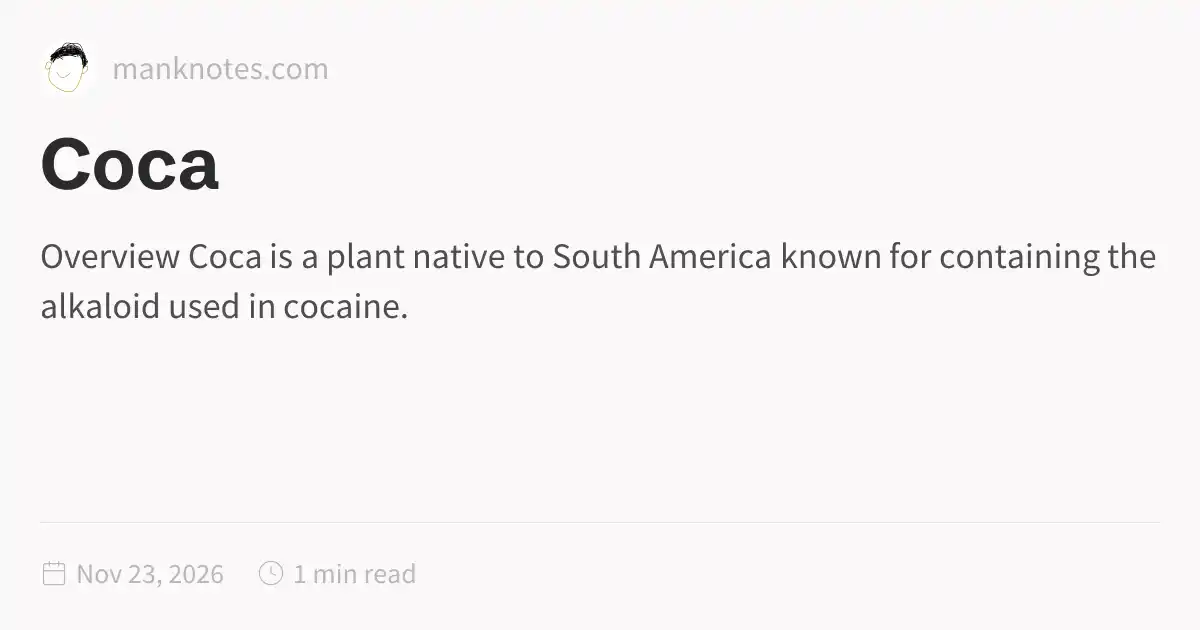 manknotes.com
Coca
Overview Coca is a plant native to South America known for containing the
alkaloid used in cocaine.
Nov 23, 2026 1 min read